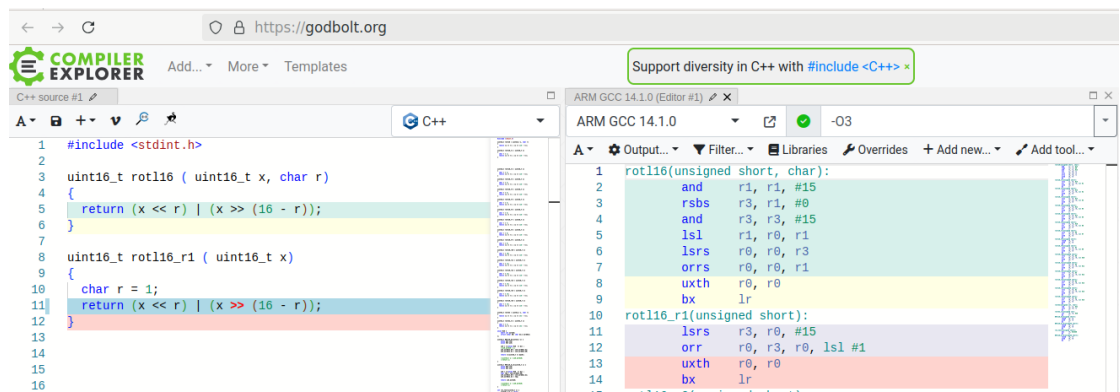 https://godbolt.org
COMPILER
EXPLORER
Add...
More
Templates
Support diversity in C++ with #include <C++> ×
C++ source #1
A
C++
1 #include <stdint.h>
2
3 uint16_t rotl16 ( uint16_t x, char r)
4 {
5 return (x << r) | (x >> (16 - r));
6 }
7
8 uint16_t rotl16_r1 ( uint16_t x)
9 {
10 char r = 1;
11 return (x << r) | (x >> (16 - r));
12 }
13
14
15
16
ARM GCC 14.1.0 (Editor #1)
ARM GCC 14.1.0
-O3
A
Output...
Filter...
Libraries
Overrides
+ Add new...
Add tool...
1 rotl16(unsigned short, char):
2 and r1, r1, #15
3 rsbs r3, r1, #0
4 and r3, r3, #15
5 lsl r1, r0, r1
6 lsrs r0, r0, r3
7 orrs r0, r0, r1
8 uxth r0, r0
9 bx lr
10 rotl16_r1(unsigned short):
11 lsrs r3, r0, #15
12 orr r0, r3, r0, lsl #1
13 uxth r0, r0
14 bx lr